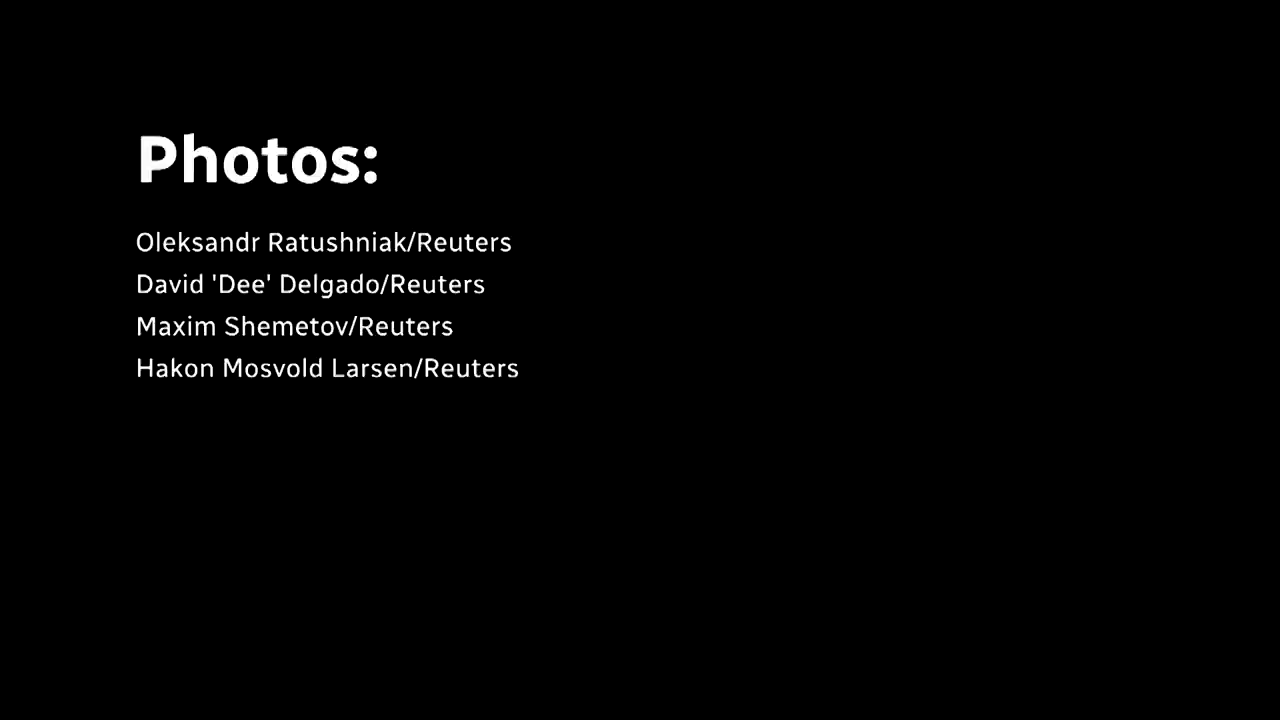 Photos:
Oleksandr Ratushniak/Reuters
David 'Dee' Delgado/Reuters
Maxim Shemetov/Reuters
Hakon Mosvold Larsen/Reuters